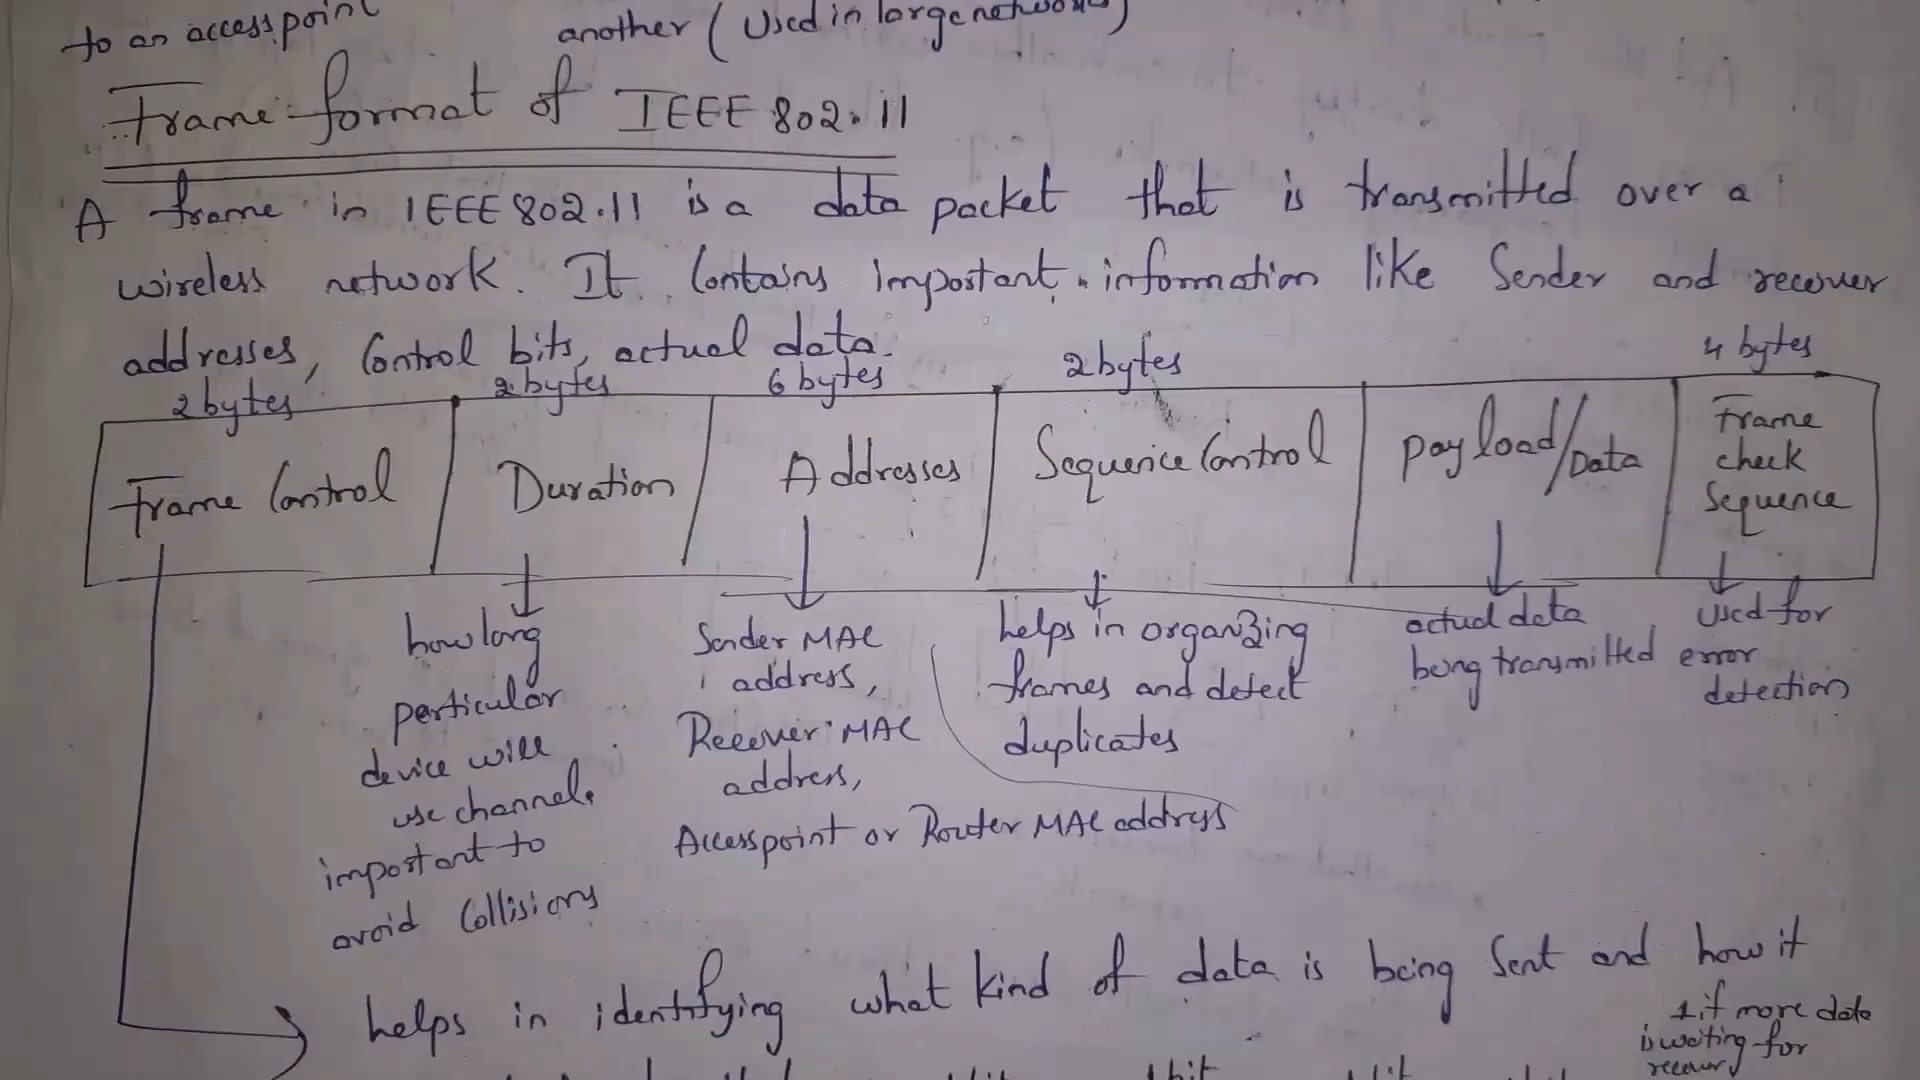 to an access point
another (Used in large networks)
Frame format of IEEE 802.11
A frame in IEEE 802.11 is a data packet that is transmitted over a
wireless network. It Contains important information like Sender and receiver
addresses, Control bits, actual data.
2 bytes 2 bytes 6 bytes 2 bytes 4 bytes
Frame Control Duration Addresses Sequence Control payload/Data Frame
check
Sequence
how long
particular
device will
use channel.
important to
avoid Collisions
Sender MAC
address,
Receiver MAC
address,
Accesspoint or Router MAC address
helps in organizing
frames and detect
duplicates
actual data
being transmitted
Used for
error
detection
helps in identifying what kind of data is being Sent and how it
1 if more data
is waiting for